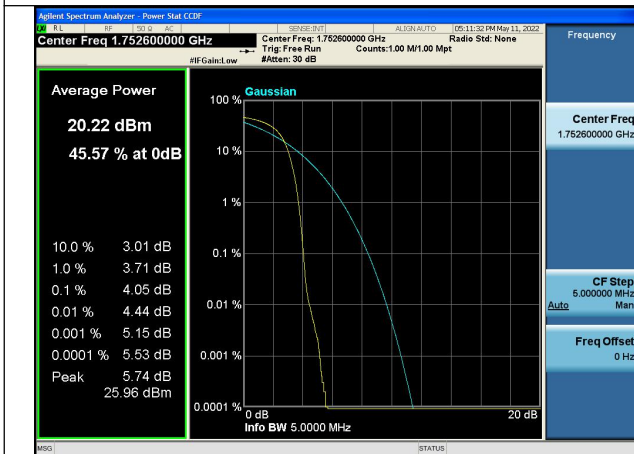 Agilent Spectrum Analyzer - Power Stat CCDF
RL RF 50 Ω AC SENSE:INT ALIGN AUTO 05:11:32 PM May 11, 2022
Center Freq 1.752600000 GHz
Center Freq: 1.752600000 GHz Radio Std: None
Trig: Free Run Counts:1.00 M/1.00 Mpt
#IFGain:Low #Atten: 30 dB
Frequency
Average Power
20.22 dBm
45.57 % at 0dB
10.0 % 3.01 dB
1.0 % 3.71 dB
0.1 % 4.05 dB
0.01 % 4.44 dB
0.001 % 5.15 dB
0.0001 % 5.53 dB
Peak 5.74 dB
25.96 dBm
Gaussian
100 %
10 %
1 %
0.1 %
0.01 %
0.001 %
0.0001 %
0 dB 20 dB
Info BW 5.0000 MHz
Center Freq
1.752600000 GHz
CF Step
5.000000 MHz
Auto Man
Freq Offset
0 Hz
MSG STATUS